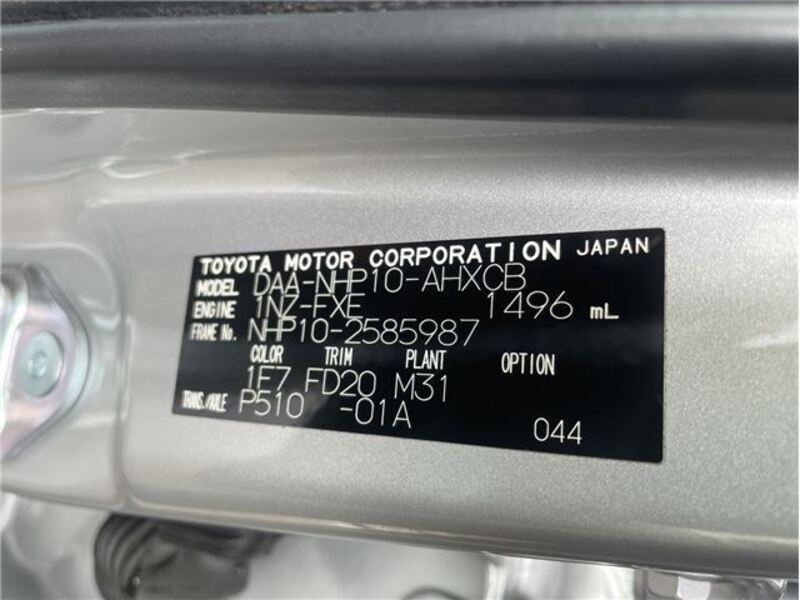 TOYOTA MOTOR CORPORATION JAPAN
MODEL DAA-NHP10-AHXCB
ENGINE 1NZ-FXE 1496 mL
FRAME No. NHP10-2585987
COLOR TRIM PLANT OPTION
1F7 FD20 M31
TRANS./AXLE P510 -01A
044